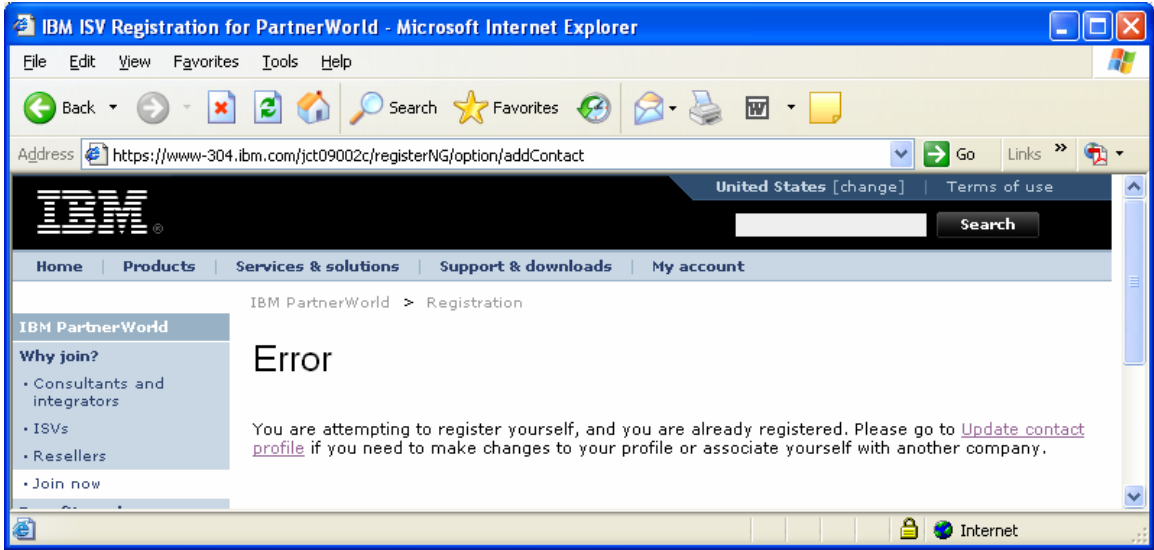 IBM ISV Registration for PartnerWorld - Microsoft Internet Explorer
File Edit View Favorites Tools Help
Back Search Favorites
Address https://www-304.ibm.com/jct09002c/registerNG/option/addContact Go Links »
United States [change] | Terms of use
IBM®
Search
Home | Products | Services & solutions | Support & downloads | My account
IBM PartnerWorld > Registration
IBM PartnerWorld
Why join?
· Consultants and
integrators
· ISVs
· Resellers
· Join now
Error
You are attempting to register yourself, and you are already registered. Please go to Update contact
profile if you need to make changes to your profile or associate yourself with another company.
Internet